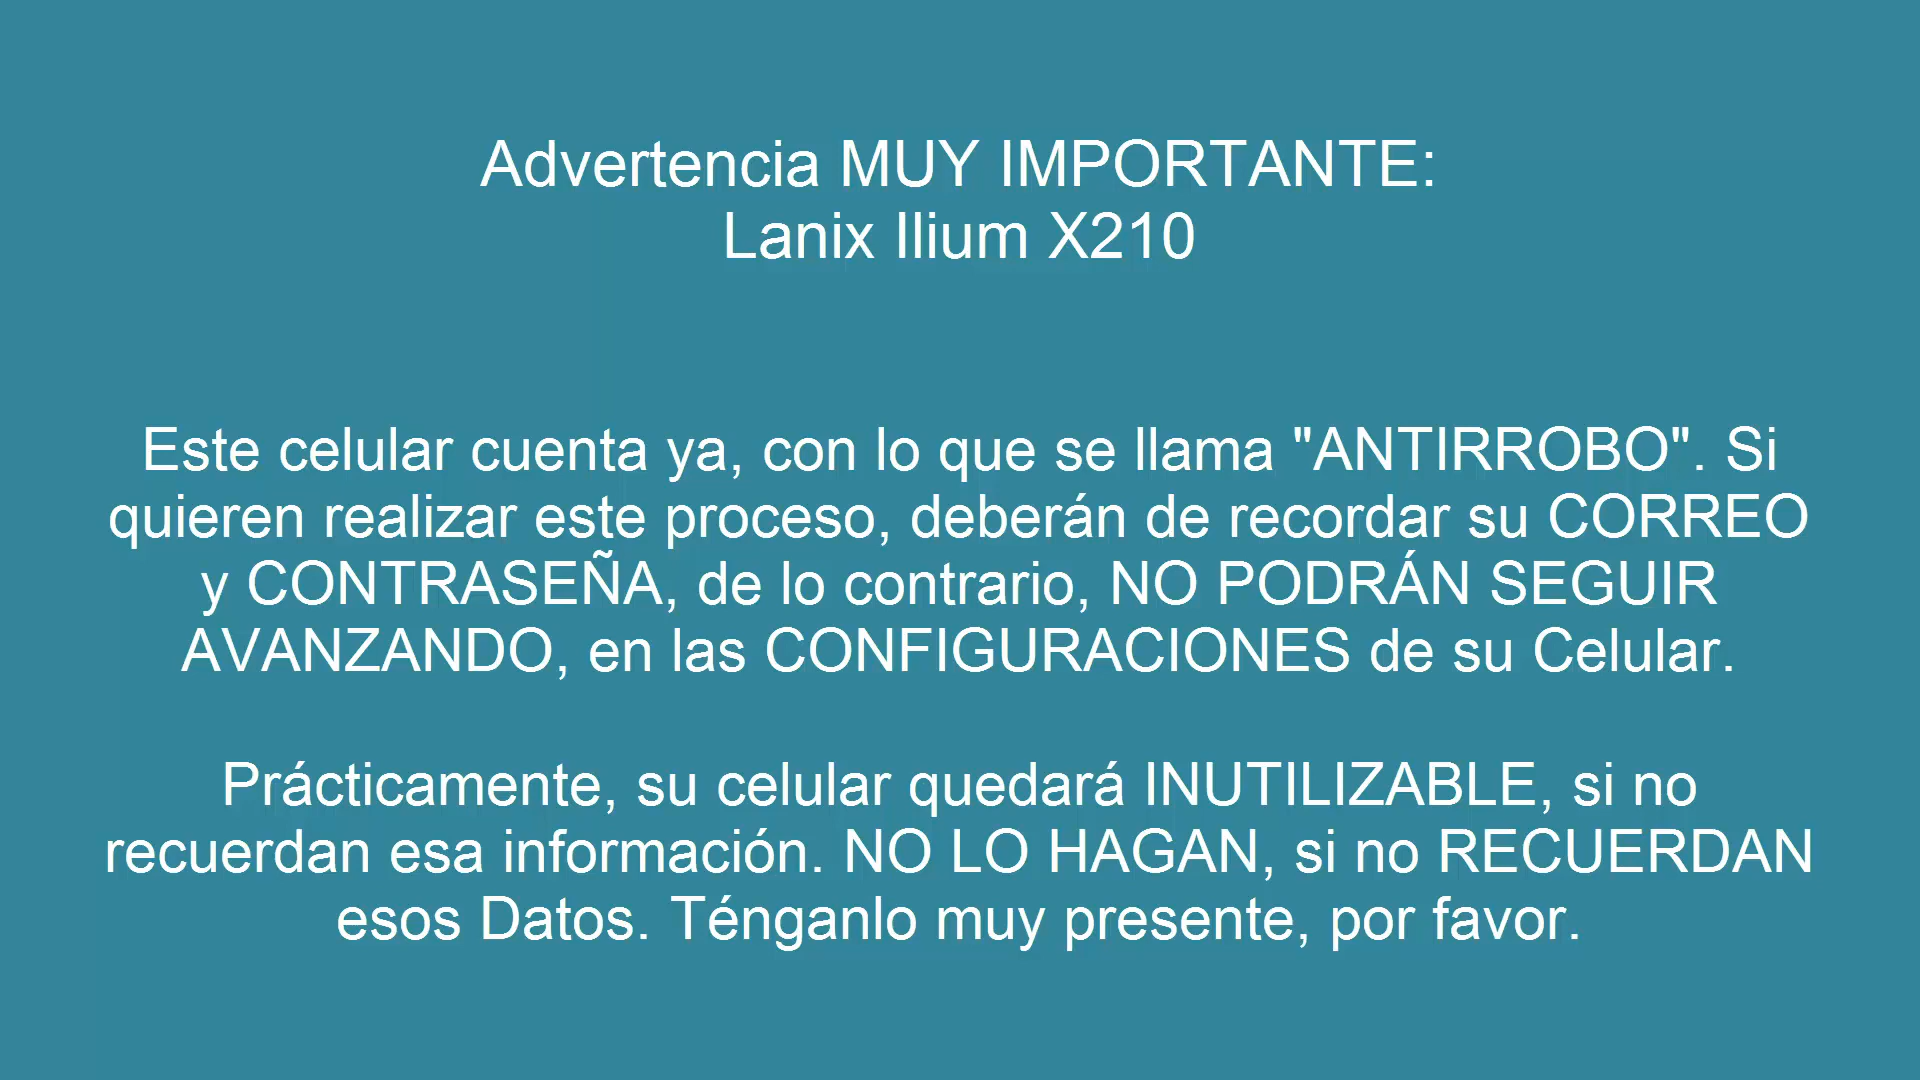 Advertencia MUY IMPORTANTE:
Lanix Ilium X210
Este celular cuenta ya, con lo que se llama "ANTIRROBO". Si
quieren realizar este proceso, deberán de recordar su CORREO
y CONTRASEÑA, de lo contrario, NO PODRÁN SEGUIR
AVANZANDO, en las CONFIGURACIONES de su Celular.
Prácticamente, su celular quedará INUTILIZABLE, si no
recuerdan esa información. NO LO HAGAN, si no RECUERDAN
esos Datos. Ténganlo muy presente, por favor.